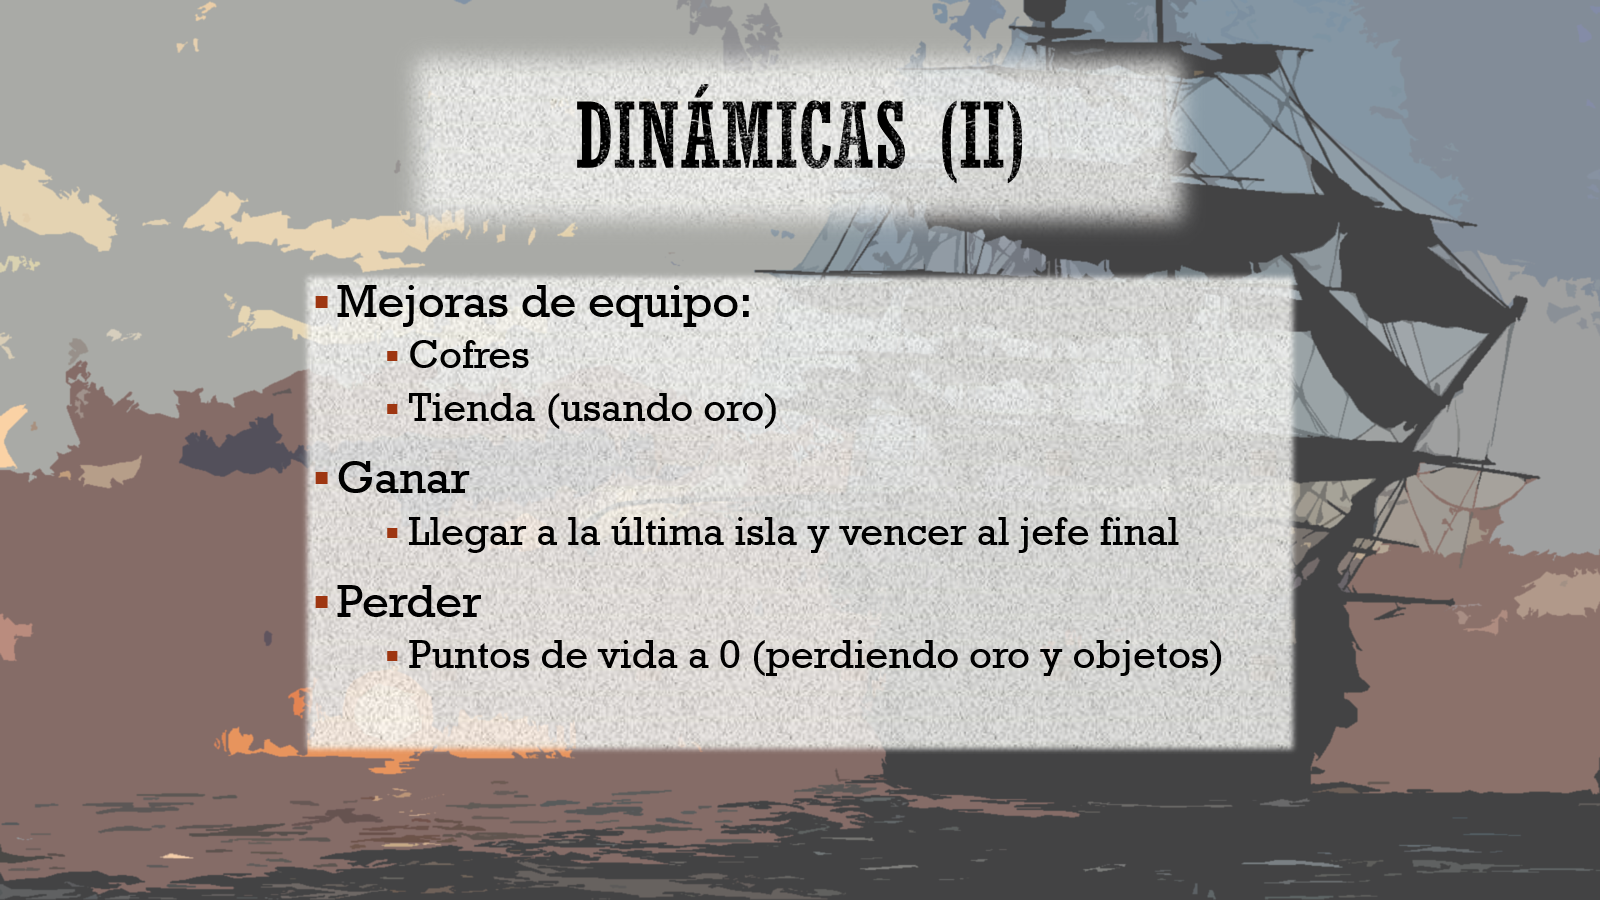 DINÁMICAS (II)
Mejoras de equipo:
Cofres
Tienda (usando oro)
Ganar
Llegar a la última isla y vencer al jefe final
Perder
Puntos de vida a 0 (perdiendo oro y objetos)